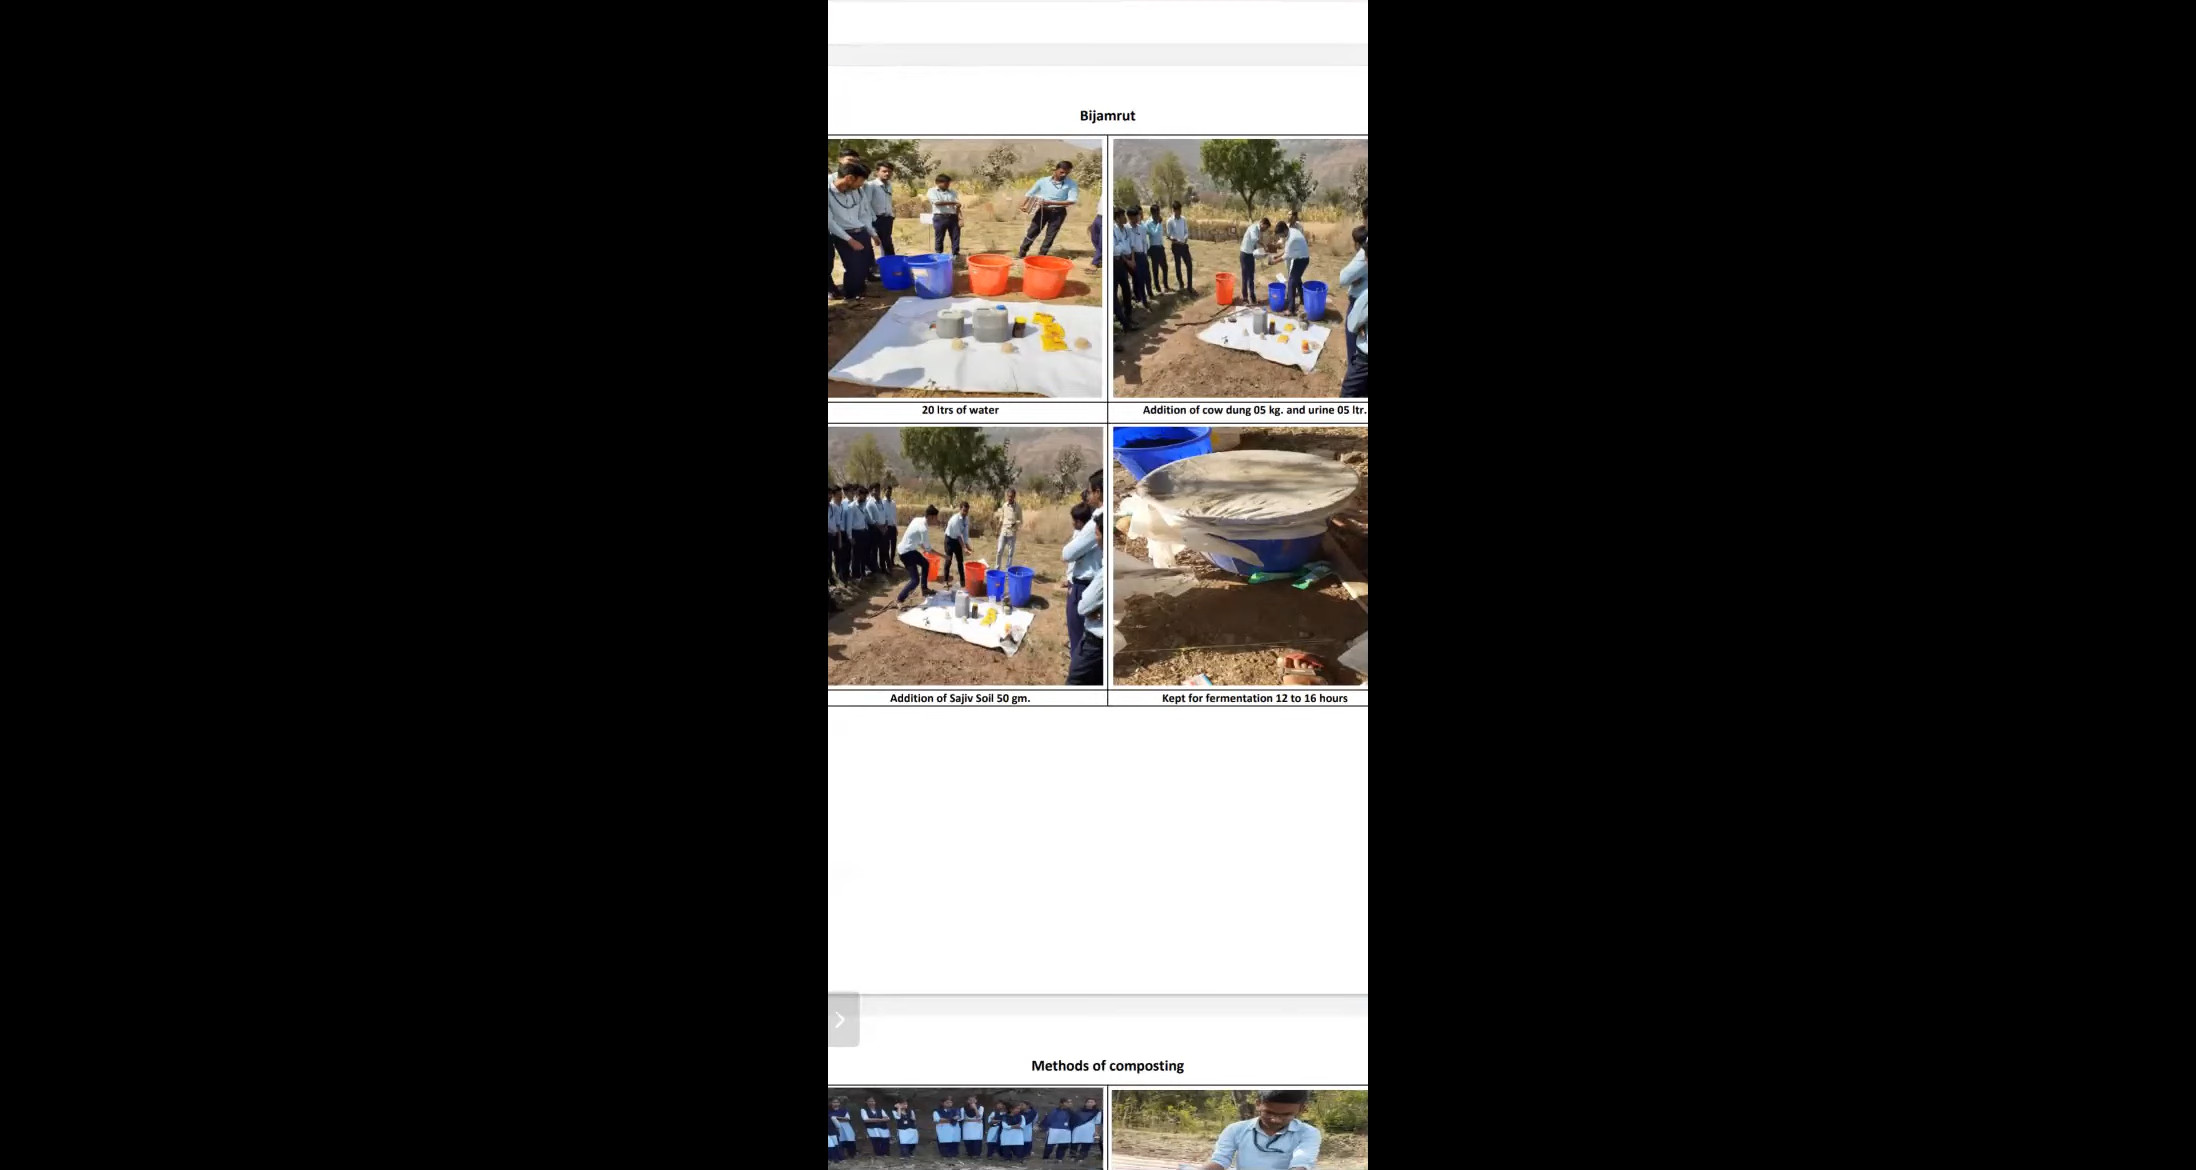 Bijamrut
20 ltrs of water
Addition of cow dung 05 kg. and urine 05 ltr.
Addition of Sajiv Soil 50 gm.
Kept for fermentation 12 to 16 hours
Methods of composting